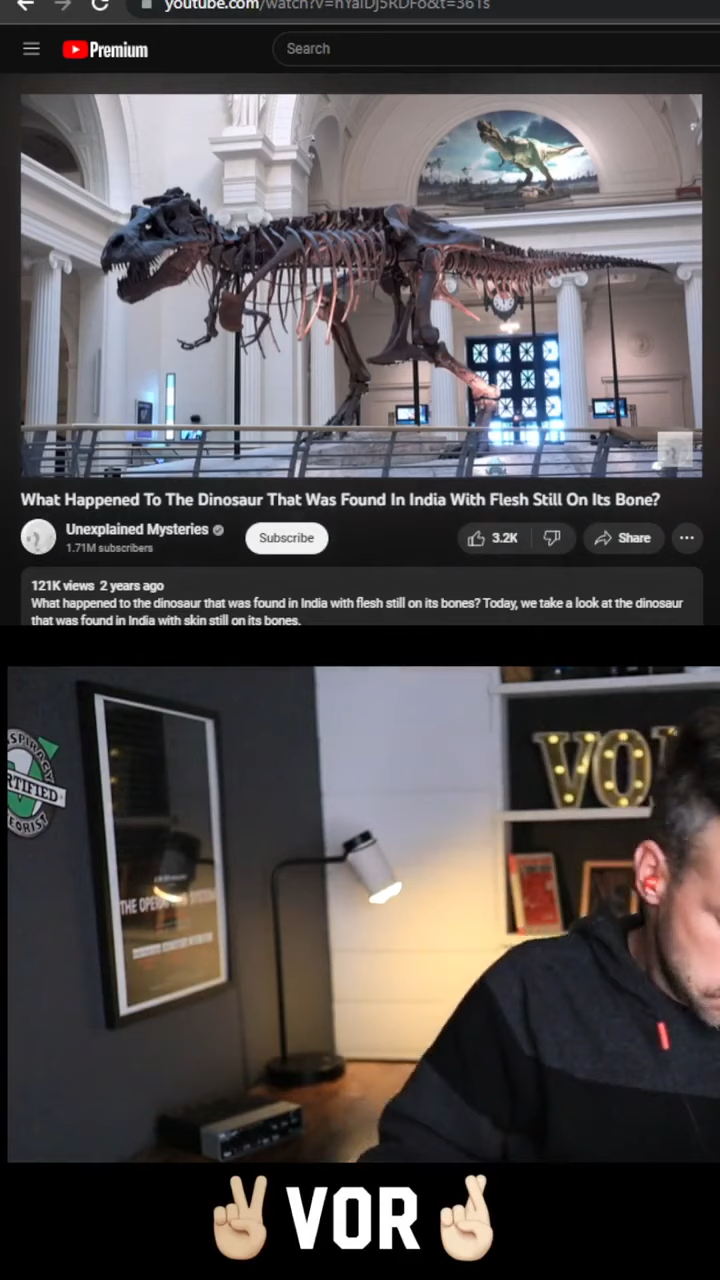 youtube.com/watch?v=nYaiDj5RDFo&t=361s
Premium
Search
What Happened To The Dinosaur That Was Found In India With Flesh Still On Its Bone?
Unexplained Mysteries
1.71M subscribers
Subscribe
3.2K
Share
121K views 2 years ago
What happened to the dinosaur that was found in India with flesh still on its bones? Today, we take a look at the dinosaur
that was found in India with skin still on its bones.
VO
THE
VOR